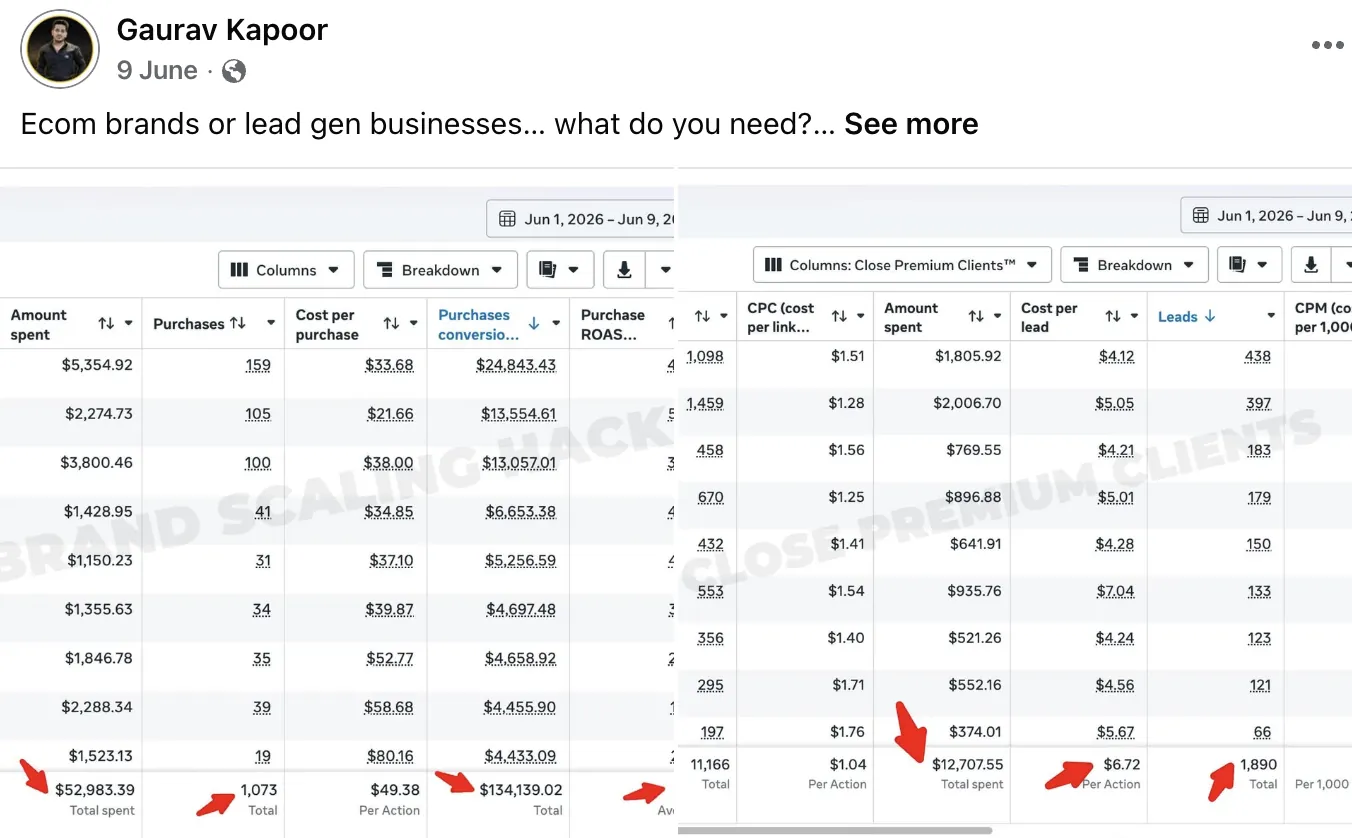 Gaurav Kapoor
9 June ·
Ecom brands or lead gen businesses... what do you need?... See more
Jun 1, 2026 – Jun 9, 20
Columns Breakdown
Amount spent Purchases Cost per purchase Purchases conversio... Purchase ROAS...
$5,354.92 159 $33.68 $24,843.43 4
$2,274.73 105 $21.66 $13,554.61 5
$3,800.46 100 $38.00 $13,057.01 3
$1,428.95 41 $34.85 $6,653.38 4
$1,150.23 31 $37.10 $5,256.59 4
$1,355.63 34 $39.87 $4,697.48 3
$1,846.78 35 $52.77 $4,658.92 2
$2,288.34 39 $58.68 $4,455.90 1
$1,523.13 19 $80.16 $4,433.09 2
$52,983.39 1,073 $49.38 $134,139.02
Total spent Total Per Action Total Av
BRAND SCALING HACK
Jun 1, 2026 – Jun 9,
Columns: Close Premium Clients™ Breakdown
CPC (cost per link... Amount spent Cost per lead Leads CPM (co per 1,000
1,098 $1.51 $1,805.92 $4.12 438
1,459 $1.28 $2,006.70 $5.05 397
458 $1.56 $769.55 $4.21 183
670 $1.25 $896.88 $5.01 179
432 $1.41 $641.91 $4.28 150
553 $1.54 $935.76 $7.04 133
356 $1.40 $521.26 $4.24 123
295 $1.71 $552.16 $4.56 121
197 $1.76 $374.01 $5.67 66
11,166 $1.04 $12,707.55 $6.72 1,890
Total Per Action Total spent Per Action Total Per 1,000
CLOSE PREMIUM CLIENTS